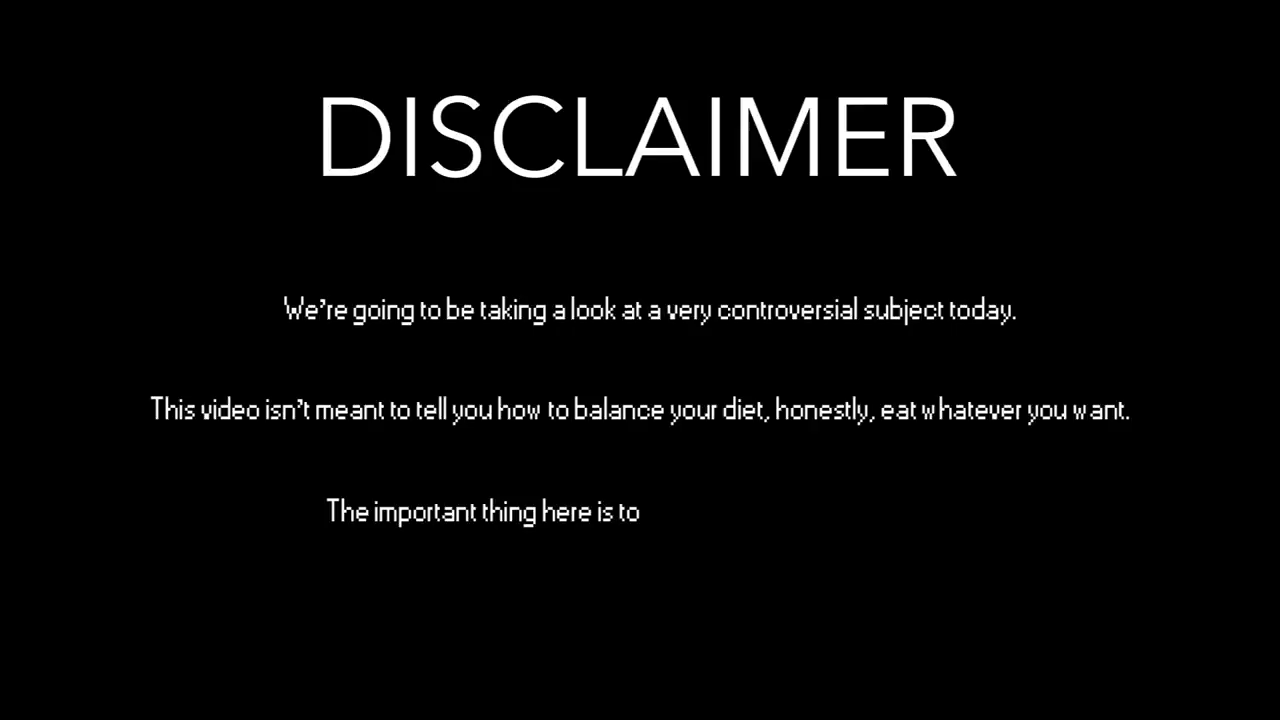 DISCLAIMER
We're going to be taking a look at a very controversial subject today.
This video isn't meant to tell you how to balance your diet, honestly, eat whatever you want.
The important thing here is to